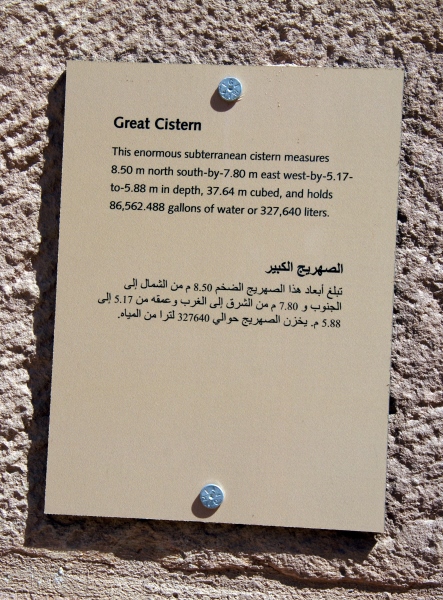 Great Cistern
This enormous subterranean cistern measures
8.50 m north south-by-7.80 m east west-by-5.17-
to-5.88 m in depth, 37.64 m cubed, and holds
86,562.488 gallons of water or 327,640 liters.
الصهريج الكبير
تبلغ أبعاد هذا الصهريج الضخم 8.50 م من الشمال إلى
الجنوب و 7.80 م من الشرق إلى الغرب وعمقه من 5.17 إلى
5.88 م. يخزن الصهريج حوالي 327640 لترا من المياه.